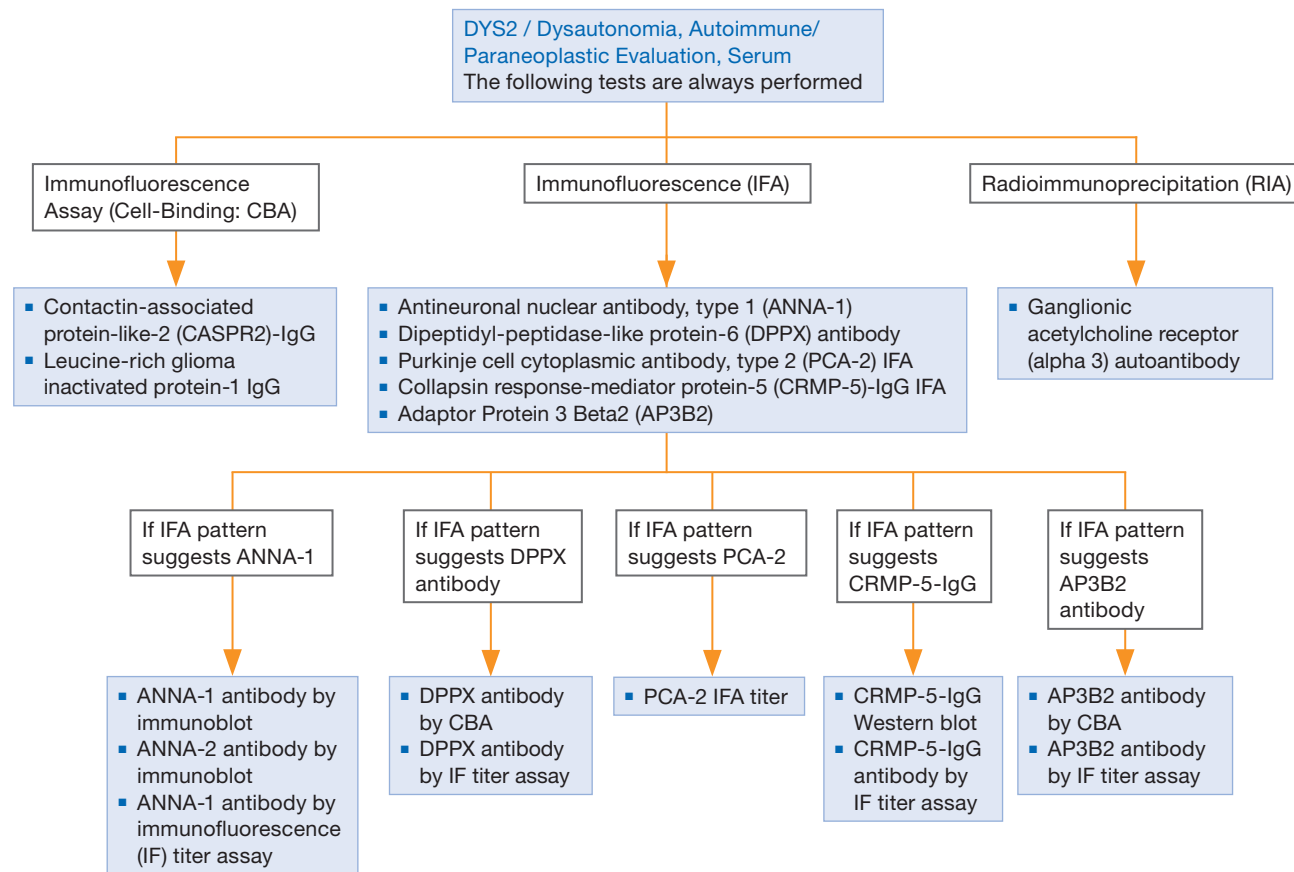 DYS2 / Dysautonomia, Autoimmune/
Paraneoplastic Evaluation, Serum
The following tests are always performed
Immunofluorescence
Assay (Cell-Binding: CBA)
Immunofluorescence (IFA)
Radioimmunoprecipitation (RIA)
▪ Contactin-associated
protein-like-2 (CASPR2)-IgG
▪ Leucine-rich glioma
inactivated protein-1 IgG
▪ Antineuronal nuclear antibody, type 1 (ANNA-1)
▪ Dipeptidyl-peptidase-like protein-6 (DPPX) antibody
▪ Purkinje cell cytoplasmic antibody, type 2 (PCA-2) IFA
▪ Collapsin response-mediator protein-5 (CRMP-5)-IgG IFA
▪ Adaptor Protein 3 Beta2 (AP3B2)
▪ Ganglionic
acetylcholine receptor
(alpha 3) autoantibody
If IFA pattern
suggests ANNA-1
If IFA pattern
suggests DPPX
antibody
If IFA pattern
suggests PCA-2
If IFA pattern
suggests
CRMP-5-IgG
If IFA pattern
suggests
AP3B2
antibody
▪ ANNA-1 antibody by
immunoblot
▪ ANNA-2 antibody by
immunoblot
▪ ANNA-1 antibody by
immunofluorescence
(IF) titer assay
▪ DPPX antibody
by CBA
▪ DPPX antibody
by IF titer assay
▪ PCA-2 IFA titer
▪ CRMP-5-IgG
Western blot
▪ CRMP-5-IgG
antibody by
IF titer assay
▪ AP3B2 antibody
by CBA
▪ AP3B2 antibody
by IF titer assay